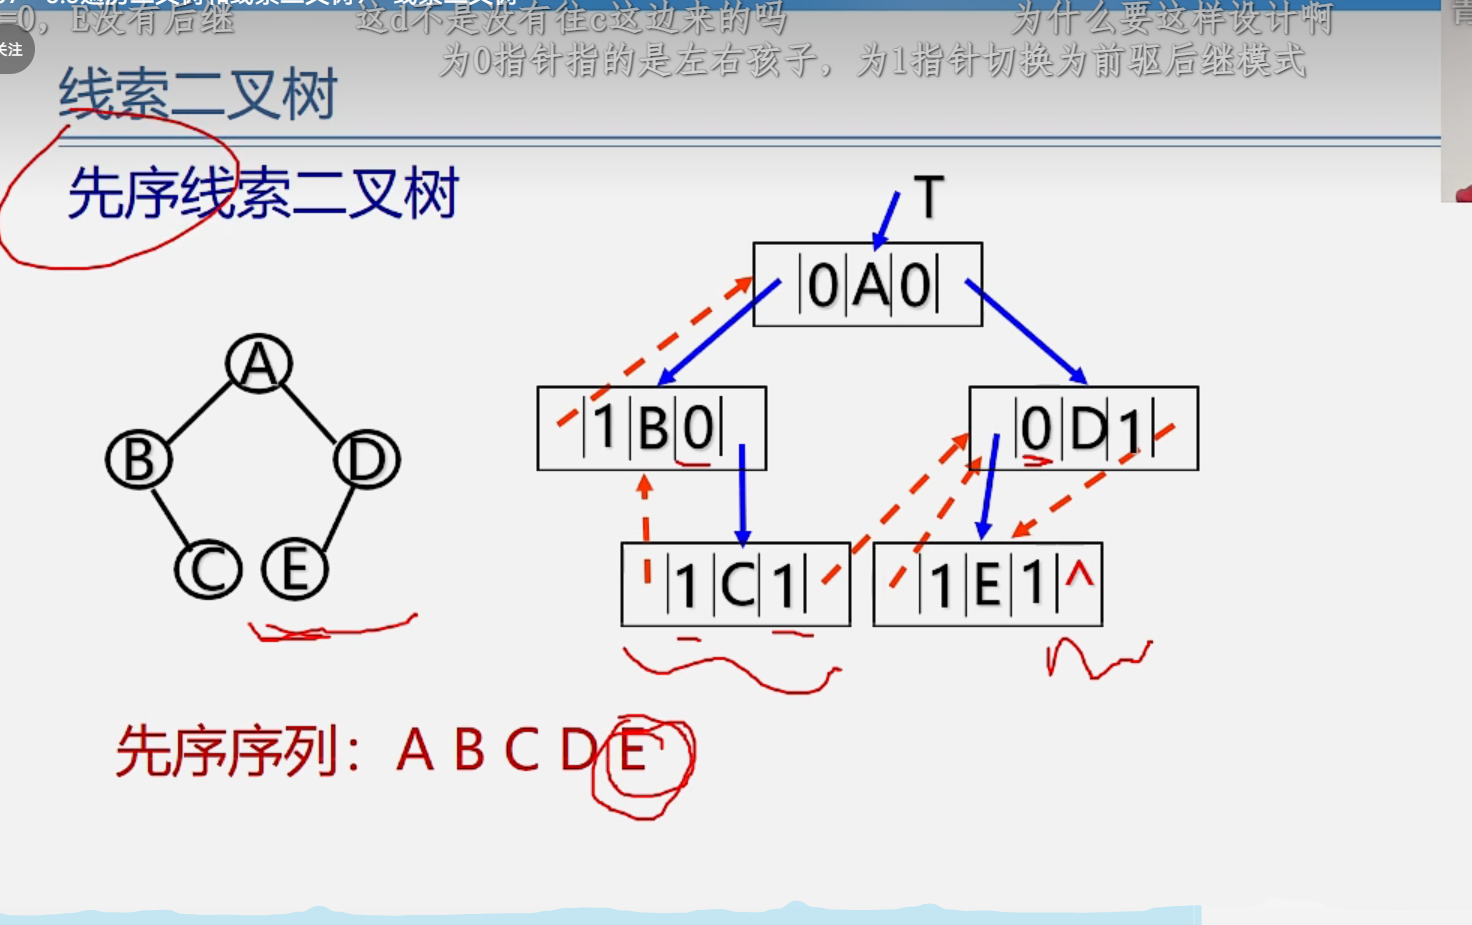 =0，E没有后继 这d不是没有往c这边来的吗 为什么要这样设计啊
关注
为0指针指的是左右孩子，为1指针切换为前驱后继模式
线索二叉树
先序线索二叉树
T
0 A 0
A
1 B 0
0 D 1
B D
C E
1 C 1
1 E 1 ^
先序序列：A B C D E